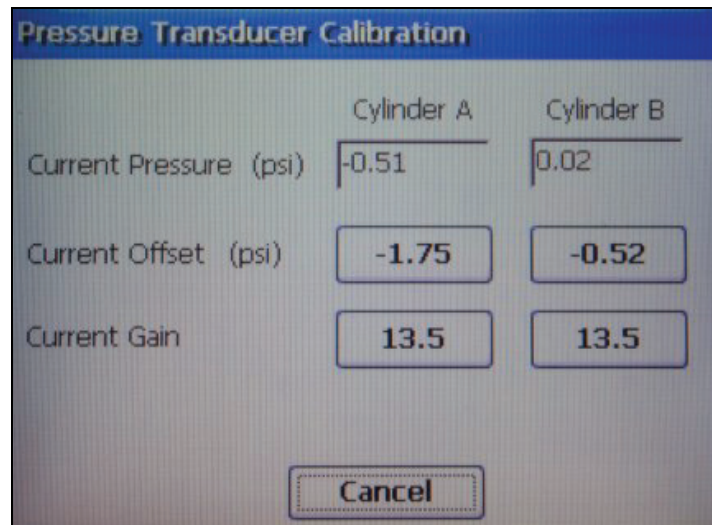 Pressure Transducer Calibration
Cylinder A Cylinder B
Current Pressure (psi) -0.51 0.02
Current Offset (psi) -1.75 -0.52
Current Gain 13.5 13.5
Cancel